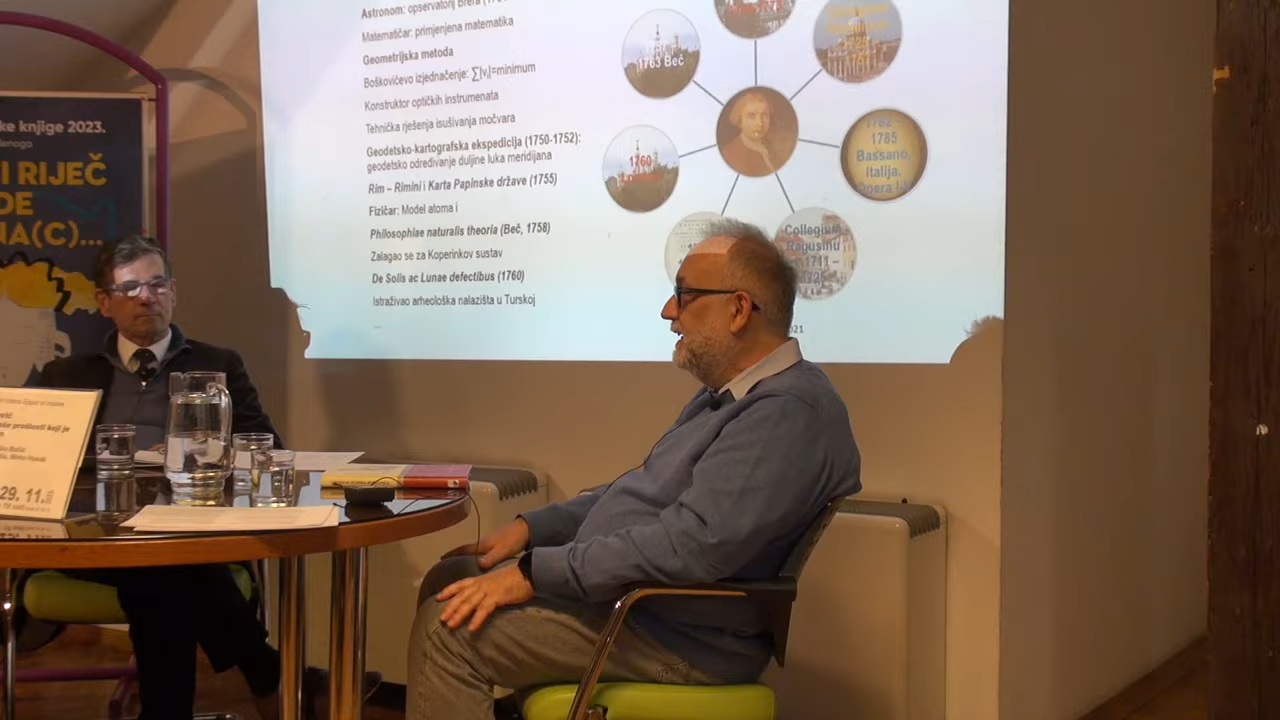 Astronom: opservatorij Brera
Matematičar: primjenjena matematika
Geometrijska metoda
Boškovićevo izjednačenje: ∑|vᵢ|=minimum
Konstruktor optičkih instrumenata
Tehnička rješenja isušivanja močvara
Geodetsko-kartografska ekspedicija (1750-1752):
geodetsko određivanje duljine luka meridijana
Rim – Rimini i Karta Papinske države (1755)
Fizičar: Model atoma i
Philosophiae naturalis theoria (Beč, 1758)
Zalagao se za Koperinkov sustav
De Solis ac Lunae defectibus (1760)
Istraživao arheološka nalazišta u Turskoj
1763 Beč
1760
1785
Bassano,
Italija,
Collegium
Ragusinu
1711 –
ke knjige 2023.
I RIJEČ
DE
NA(C)...
29. 11.